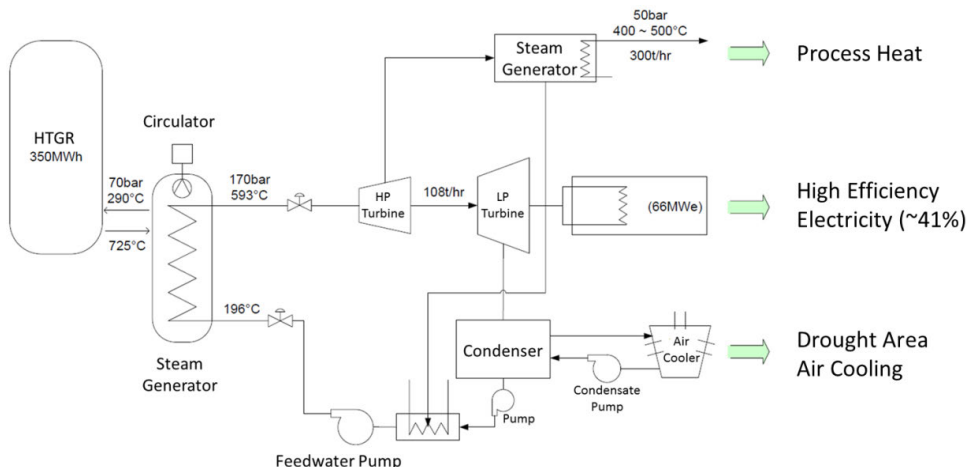 50bar
400 ~ 500°C
300t/hr
Steam
Generator
Process Heat
Circulator
HTGR
350MWh
70bar
290°C
725°C
170bar
593°C
HP
Turbine
108t/hr
LP
Turbine
(66MWe)
High Efficiency
Electricity (~41%)
196°C
Steam
Generator
Condenser
Air
Cooler
Condensate
Pump
Drought Area
Air Cooling
Pump
Feedwater Pump